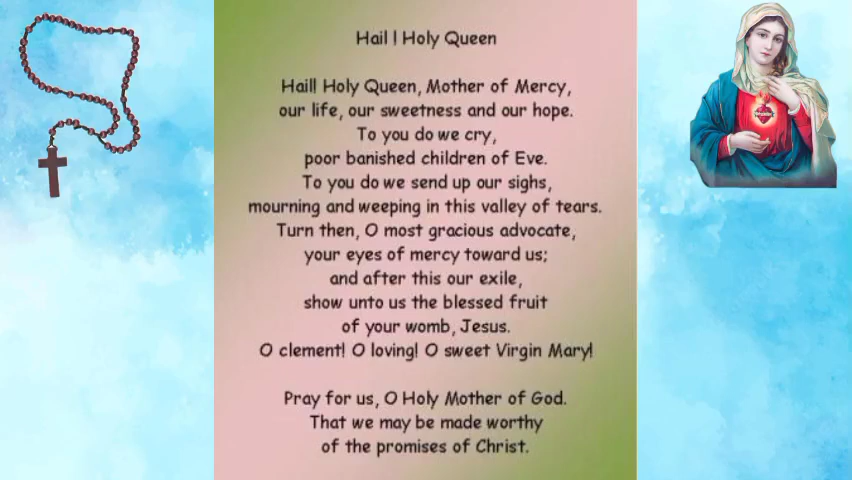 Hail l Holy Queen
Hail! Holy Queen, Mother of Mercy,
our life, our sweetness and our hope.
To you do we cry,
poor banished children of Eve.
To you do we send up our sighs,
mourning and weeping in this valley of tears.
Turn then, O most gracious advocate,
your eyes of mercy toward us;
and after this our exile,
show unto us the blessed fruit
of your womb, Jesus.
O clement! O loving! O sweet Virgin Mary!
Pray for us, O Holy Mother of God.
That we may be made worthy
of the promises of Christ.